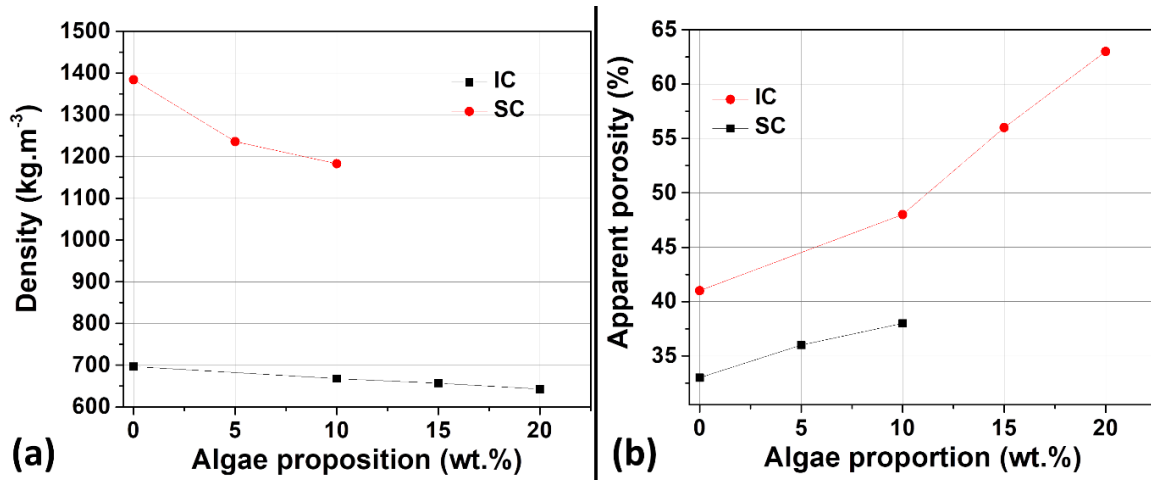 1500
1400
1300
1200
1100
1000
900
800
700
600
Density (kg.m⁻³)
IC
SC
0 5 10 15 20
Algae proposition (wt.%)
(a)
65
60
55
50
45
40
35
Apparent porosity (%)
IC
SC
0 5 10 15 20
Algae proportion (wt.%)
(b)